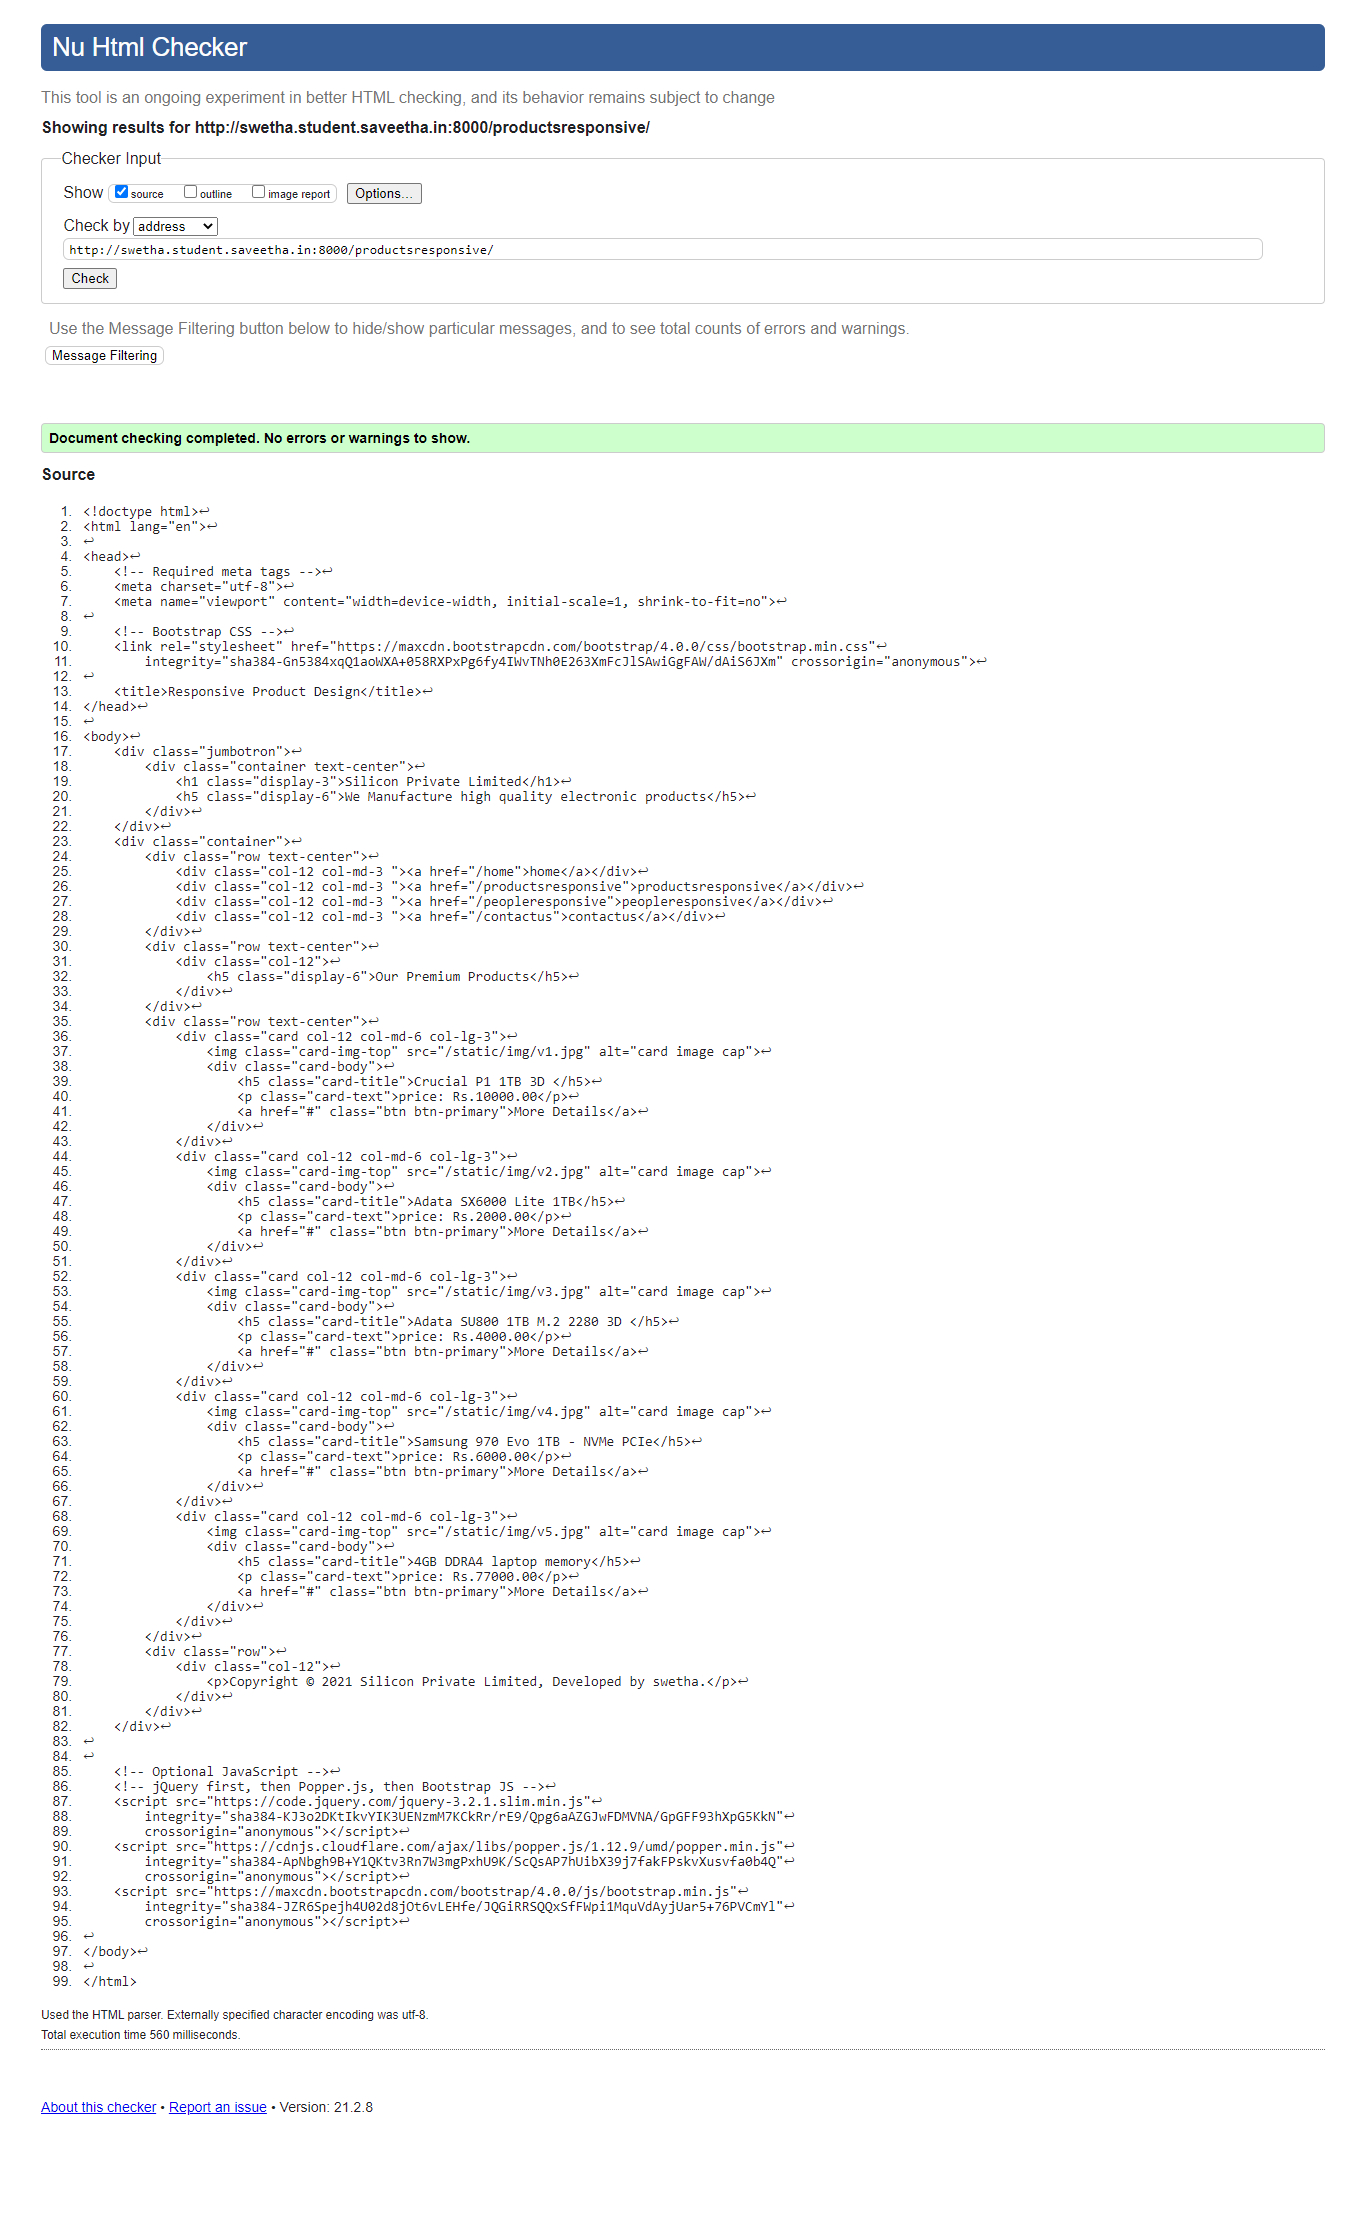 Nu Html Checker
This tool is an ongoing experiment in better HTML checking, and its behavior remains subject to change
Showing results for http://swetha.student.saveetha.in:8000/productsresponsive/
Checker Input
Show source outline image report Options...
Check by address
http://swetha.student.saveetha.in:8000/productsresponsive/
Check
Use the Message Filtering button below to hide/show particular messages, and to see total counts of errors and warnings.
Message Filtering
Document checking completed. No errors or warnings to show.
Source
1. <!doctype html>↩
2. <html lang="en">↩
3. ↩
4. <head>↩
5.     <!-- Required meta tags -->↩
6.     <meta charset="utf-8">↩
7.     <meta name="viewport" content="width=device-width, initial-scale=1, shrink-to-fit=no">↩
8. ↩
9.     <!-- Bootstrap CSS -->↩
10.     <link rel="stylesheet" href="https://maxcdn.bootstrapcdn.com/bootstrap/4.0.0/css/bootstrap.min.css"↩
11.         integrity="sha384-Gn5384xqQ1aoWXA+058RXPxPg6fy4IWvTNh0E263XmFcJlSAwiGgFAW/dAiS6JXm" crossorigin="anonymous">↩
12. ↩
13.     <title>Responsive Product Design</title>↩
14. </head>↩
15. ↩
16. <body>↩
17.     <div class="jumbotron">↩
18.         <div class="container text-center">↩
19.             <h1 class="display-3">Silicon Private Limited</h1>↩
20.             <h5 class="display-6">We Manufacture high quality electronic products</h5>↩
21.         </div>↩
22.     </div>↩
23.     <div class="container">↩
24.         <div class="row text-center">↩
25.             <div class="col-12 col-md-3 "><a href="/home">home</a></div>↩
26.             <div class="col-12 col-md-3 "><a href="/productsresponsive">productsresponsive</a></div>↩
27.             <div class="col-12 col-md-3 "><a href="/peopleresponsive">peopleresponsive</a></div>↩
28.             <div class="col-12 col-md-3 "><a href="/contactus">contactus</a></div>↩
29.         </div>↩
30.         <div class="row text-center">↩
31.             <div class="col-12">↩
32.                 <h5 class="display-6">Our Premium Products</h5>↩
33.             </div>↩
34.         </div>↩
35.         <div class="row text-center">↩
36.             <div class="card col-12 col-md-6 col-lg-3">↩
37.                 <img class="card-img-top" src="/static/img/v1.jpg" alt="card image cap">↩
38.                 <div class="card-body">↩
39.                     <h5 class="card-title">Crucial P1 1TB 3D </h5>↩
40.                     <p class="card-text">price: Rs.10000.00</p>↩
41.                     <a href="#" class="btn btn-primary">More Details</a>↩
42.                 </div>↩
43.             </div>↩
44.             <div class="card col-12 col-md-6 col-lg-3">↩
45.                 <img class="card-img-top" src="/static/img/v2.jpg" alt="card image cap">↩
46.                 <div class="card-body">↩
47.                     <h5 class="card-title">Adata SX6000 Lite 1TB</h5>↩
48.                     <p class="card-text">price: Rs.2000.00</p>↩
49.                     <a href="#" class="btn btn-primary">More Details</a>↩
50.                 </div>↩
51.             </div>↩
52.             <div class="card col-12 col-md-6 col-lg-3">↩
53.                 <img class="card-img-top" src="/static/img/v3.jpg" alt="card image cap">↩
54.                 <div class="card-body">↩
55.                     <h5 class="card-title">Adata SU800 1TB M.2 2280 3D </h5>↩
56.                     <p class="card-text">price: Rs.4000.00</p>↩
57.                     <a href="#" class="btn btn-primary">More Details</a>↩
58.                 </div>↩
59.             </div>↩
60.             <div class="card col-12 col-md-6 col-lg-3">↩
61.                 <img class="card-img-top" src="/static/img/v4.jpg" alt="card image cap">↩
62.                 <div class="card-body">↩
63.                     <h5 class="card-title">Samsung 970 Evo 1TB - NVMe PCIe</h5>↩
64.                     <p class="card-text">price: Rs.6000.00</p>↩
65.                     <a href="#" class="btn btn-primary">More Details</a>↩
66.                 </div>↩
67.             </div>↩
68.             <div class="card col-12 col-md-6 col-lg-3">↩
69.                 <img class="card-img-top" src="/static/img/v5.jpg" alt="card image cap">↩
70.                 <div class="card-body">↩
71.                     <h5 class="card-title">4GB DDRA4 laptop memory</h5>↩
72.                     <p class="card-text">price: Rs.77000.00</p>↩
73.                     <a href="#" class="btn btn-primary">More Details</a>↩
74.                 </div>↩
75.             </div>↩
76.         </div>↩
77.         <div class="row">↩
78.             <div class="col-12">↩
79.                 <p>Copyright © 2021 Silicon Private Limited, Developed by swetha.</p>↩
80.             </div>↩
81.         </div>↩
82.     </div>↩
83. ↩
84. ↩
85.     <!-- Optional JavaScript -->↩
86.     <!-- jQuery first, then Popper.js, then Bootstrap JS -->↩
87.     <script src="https://code.jquery.com/jquery-3.2.1.slim.min.js"↩
88.         integrity="sha384-KJ3o2DKtIkvYIK3UENzmM7KCkRr/rE9/Qpg6aAZGJwFDMVNA/GpGFF93hXpG5KkN"↩
89.         crossorigin="anonymous"></script>↩
90.     <script src="https://cdnjs.cloudflare.com/ajax/libs/popper.js/1.12.9/umd/popper.min.js"↩
91.         integrity="sha384-ApNbgh9B+Y1QKtv3Rn7W3mgPxhU9K/ScQsAP7hUibX39j7fakFPskvXusvfa0b4Q"↩
92.         crossorigin="anonymous"></script>↩
93.     <script src="https://maxcdn.bootstrapcdn.com/bootstrap/4.0.0/js/bootstrap.min.js"↩
94.         integrity="sha384-JZR6Spejh4U02d8jOt6vLEHfe/JQGiRRSQQxSfFWpi1MquVdAyjUar5+76PVCmYl"↩
95.         crossorigin="anonymous"></script>↩
96. ↩
97. </body>↩
98. ↩
99. </html>
Used the HTML parser. Externally specified character encoding was utf-8.
Total execution time 560 milliseconds.
About this checker • Report an issue • Version: 21.2.8